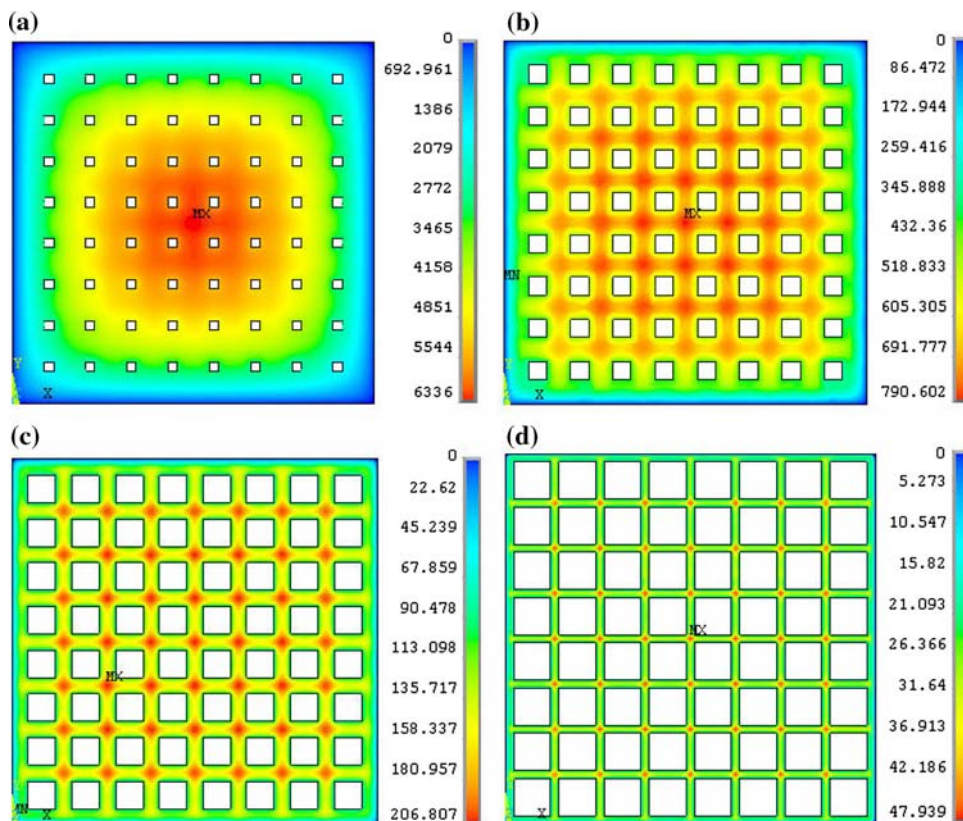 (a)
0
692.961
1386
2079
2772
3465
4158
4851
5544
6336
MX
Y
X
(b)
0
86.472
172.944
259.416
345.888
432.36
518.833
605.305
691.777
790.602
MX
MN
X
(c)
0
22.62
45.239
67.859
90.478
113.098
135.717
158.337
180.957
206.807
MX
MN
X
(d)
0
5.273
10.547
15.82
21.093
26.366
31.64
36.913
42.186
47.939
MX
X